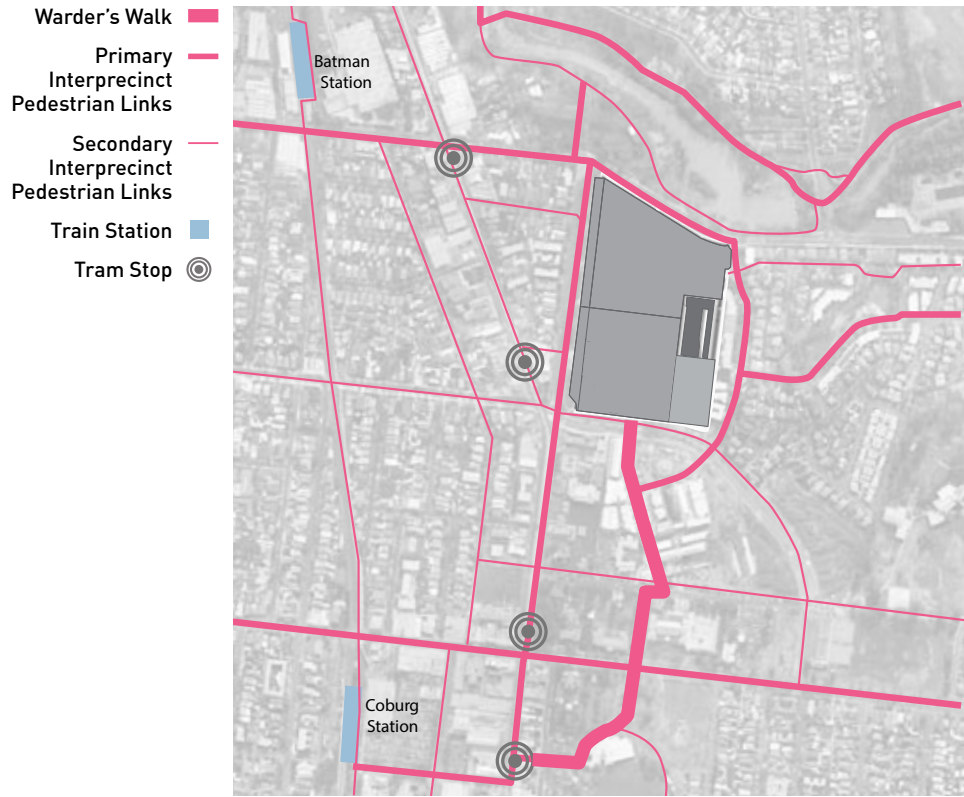 Warder's Walk
Primary
Interprecinct
Pedestrian Links
Secondary
Interprecinct
Pedestrian Links
Train Station
Tram Stop
Batman
Station
Coburg
Station